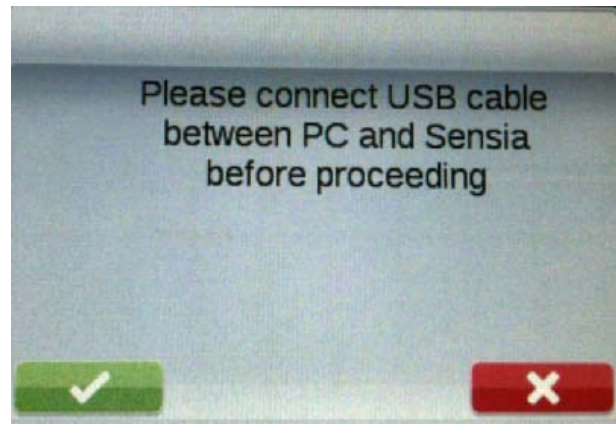 Please connect USB cable
between PC and Sensia
before proceeding